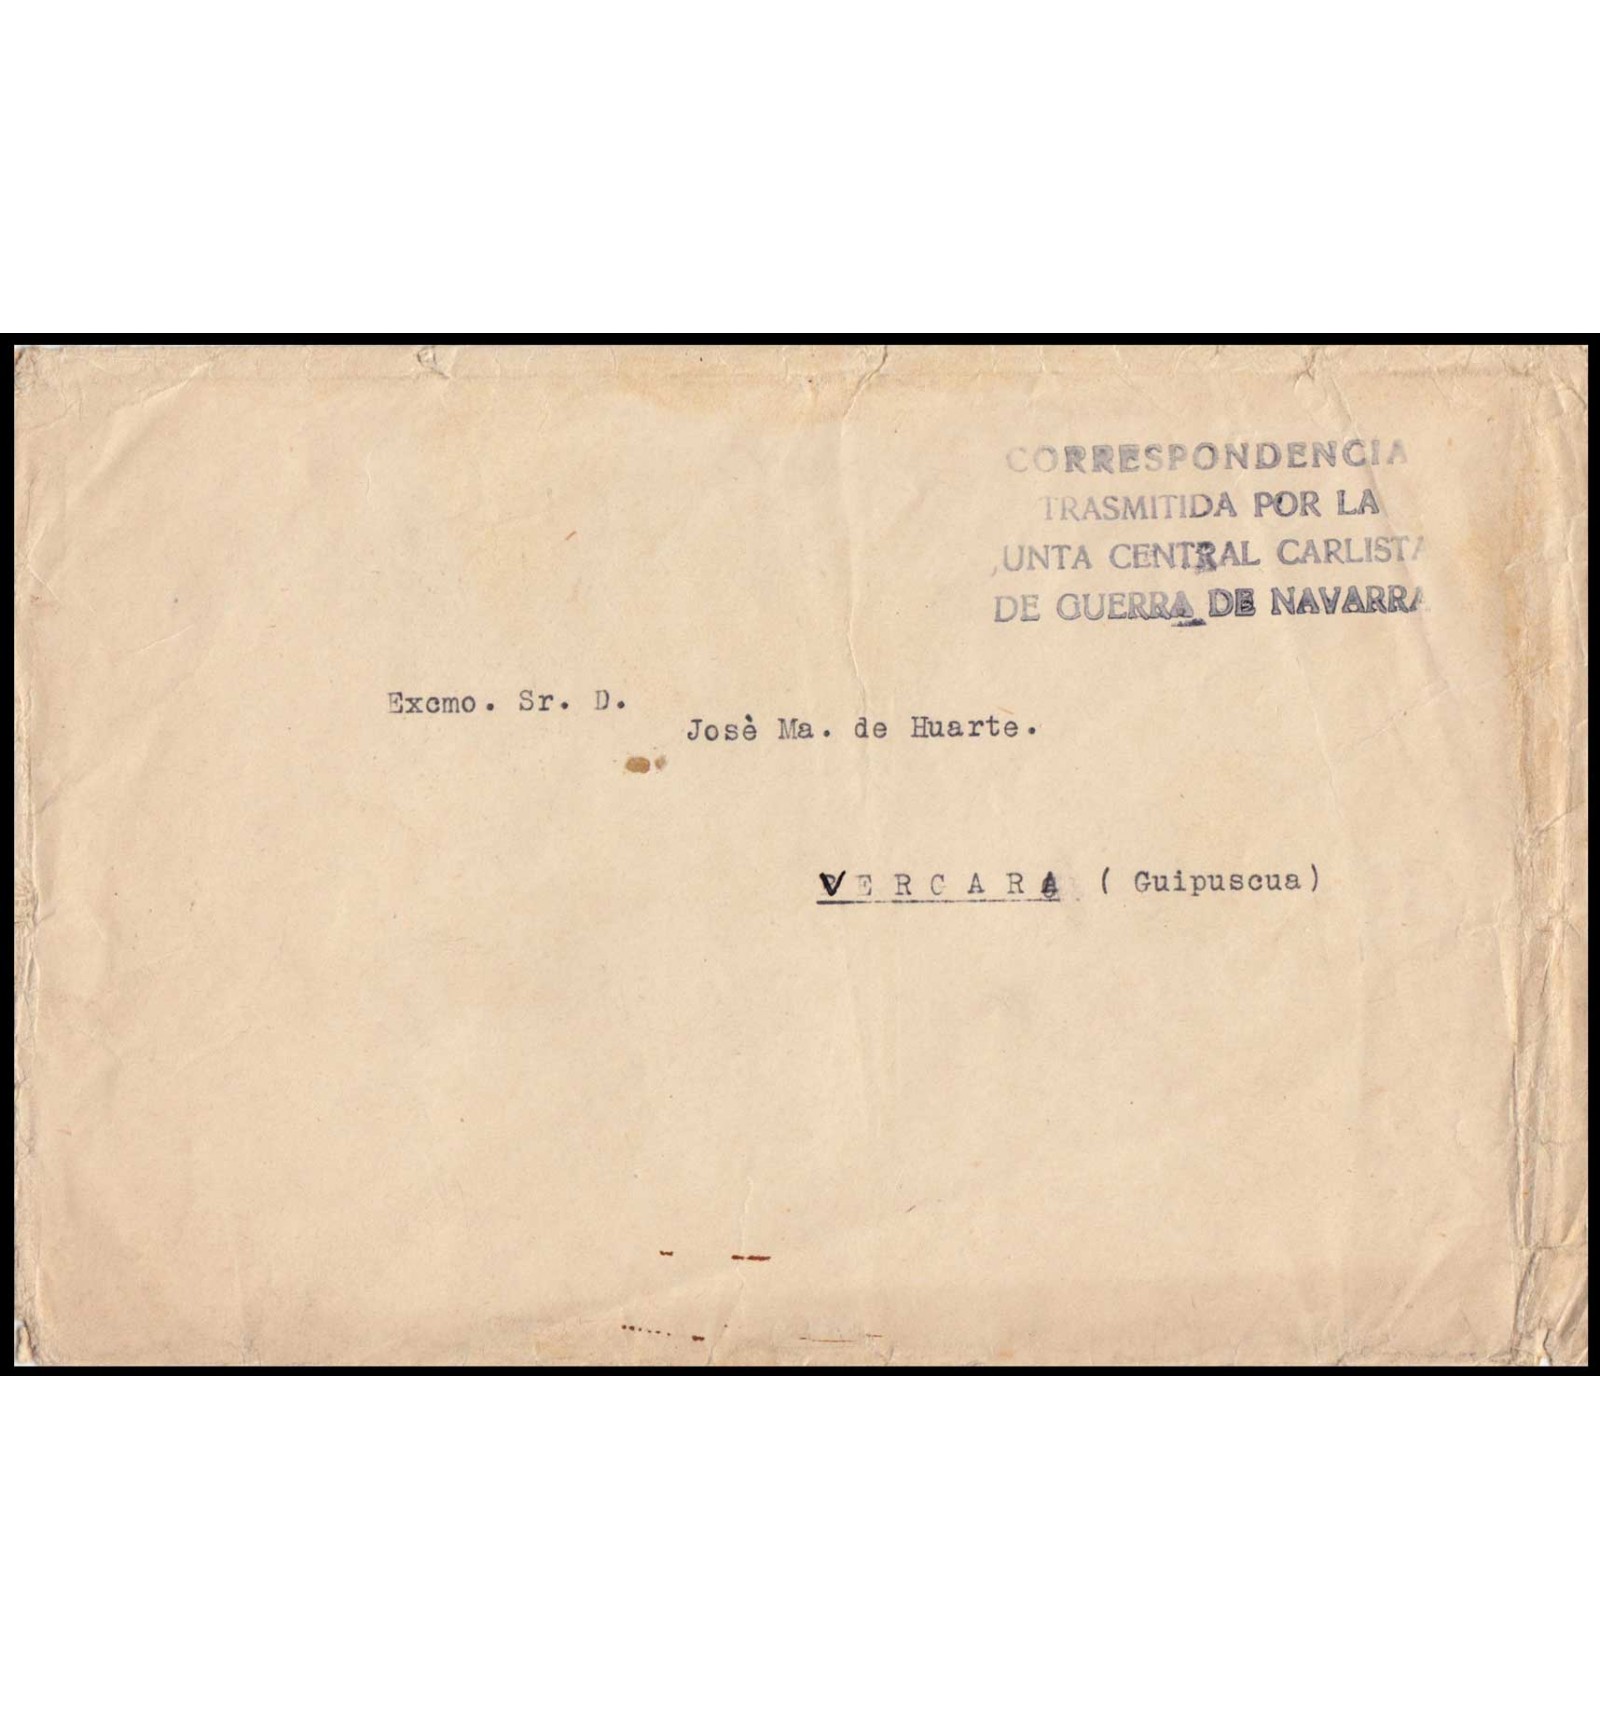 CORRESPONDENCIA
TRASMITIDA POR LA
JUNTA CENTRAL CARLISTA
DE GUERRA DE NAVARRA
Excmo. Sr. D.
Josè Ma. de Huarte.
VERGARA (Guipuscua)